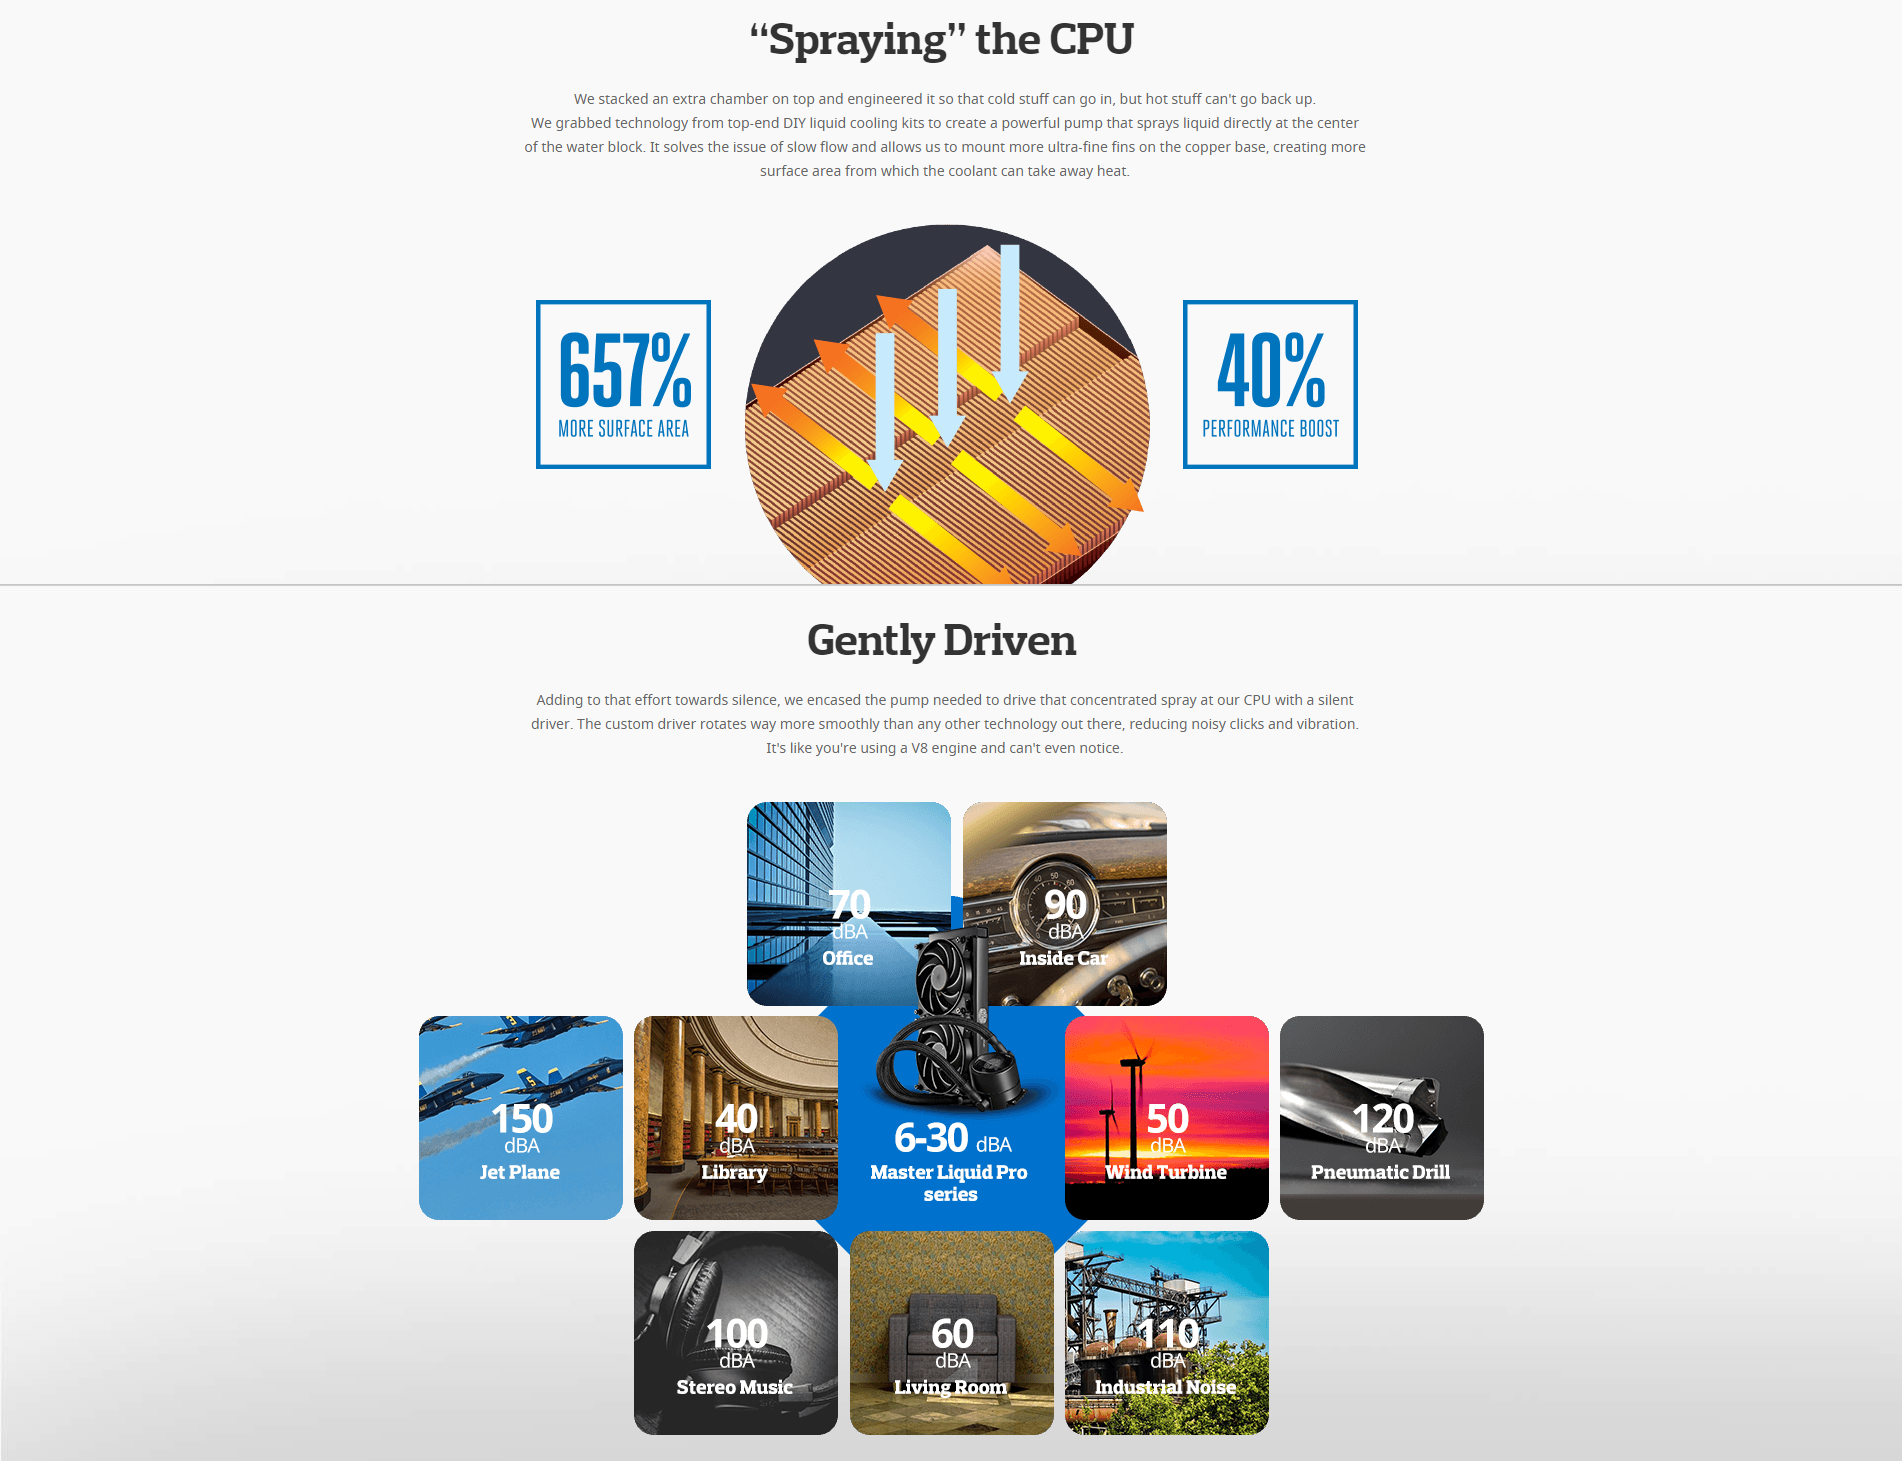 “Spraying” the CPU
We stacked an extra chamber on top and engineered it so that cold stuff can go in, but hot stuff can't go back up.
We grabbed technology from top-end DIY liquid cooling kits to create a powerful pump that sprays liquid directly at the center
of the water block. It solves the issue of slow flow and allows us to mount more ultra-fine fins on the copper base, creating more
surface area from which the coolant can take away heat.
657%
MORE SURFACE AREA
40%
PERFORMANCE BOOST
Gently Driven
Adding to that effort towards silence, we encased the pump needed to drive that concentrated spray at our CPU with a silent
driver. The custom driver rotates way more smoothly than any other technology out there, reducing noisy clicks and vibration.
It's like you're using a V8 engine and can't even notice.
70
dBA
Office
90
dBA
Inside Car
150
dBA
Jet Plane
40
dBA
Library
6-30 dBA
Master Liquid Pro
series
50
dBA
Wind Turbine
120
dBA
Pneumatic Drill
100
dBA
Stereo Music
60
dBA
Living Room
110
dBA
Industrial Noise